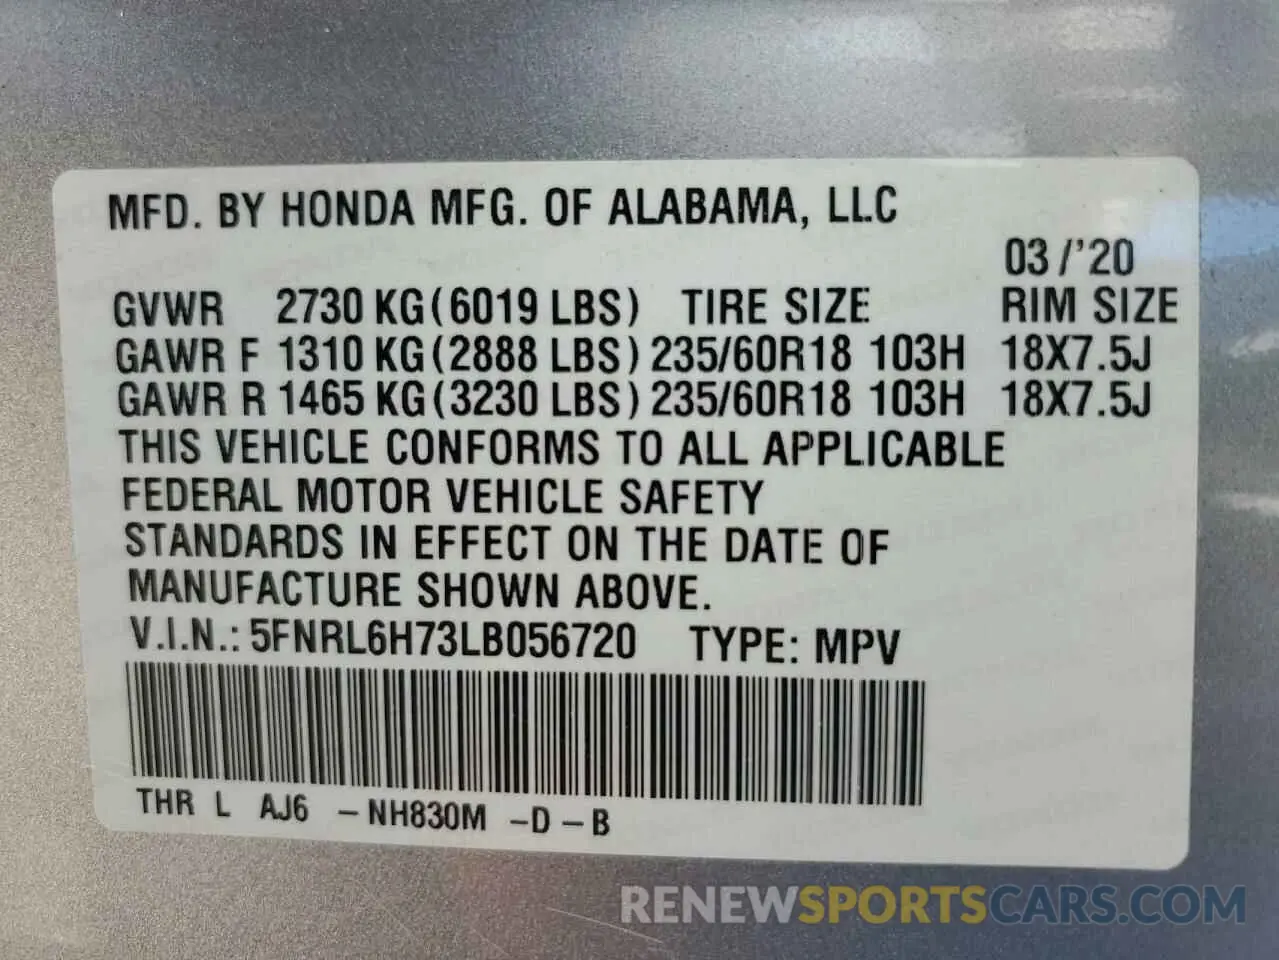 MFD. BY HONDA MFG. OF ALABAMA, LLC
03/'20
GVWR 2730 KG(6019 LBS) TIRE SIZE RIM SIZE
GAWR F 1310 KG(2888 LBS) 235/60R18 103H 18X7.5J
GAWR R 1465 KG(3230 LBS) 235/60R18 103H 18X7.5J
THIS VEHICLE CONFORMS TO ALL APPLICABLE
FEDERAL MOTOR VEHICLE SAFETY
STANDARDS IN EFFECT ON THE DATE OF
MANUFACTURE SHOWN ABOVE.
V.I.N.: 5FNRL6H73LB056720 TYPE: MPV
THR L AJ6 -NH830M -D-B
RENEWSPORTSCARS.COM